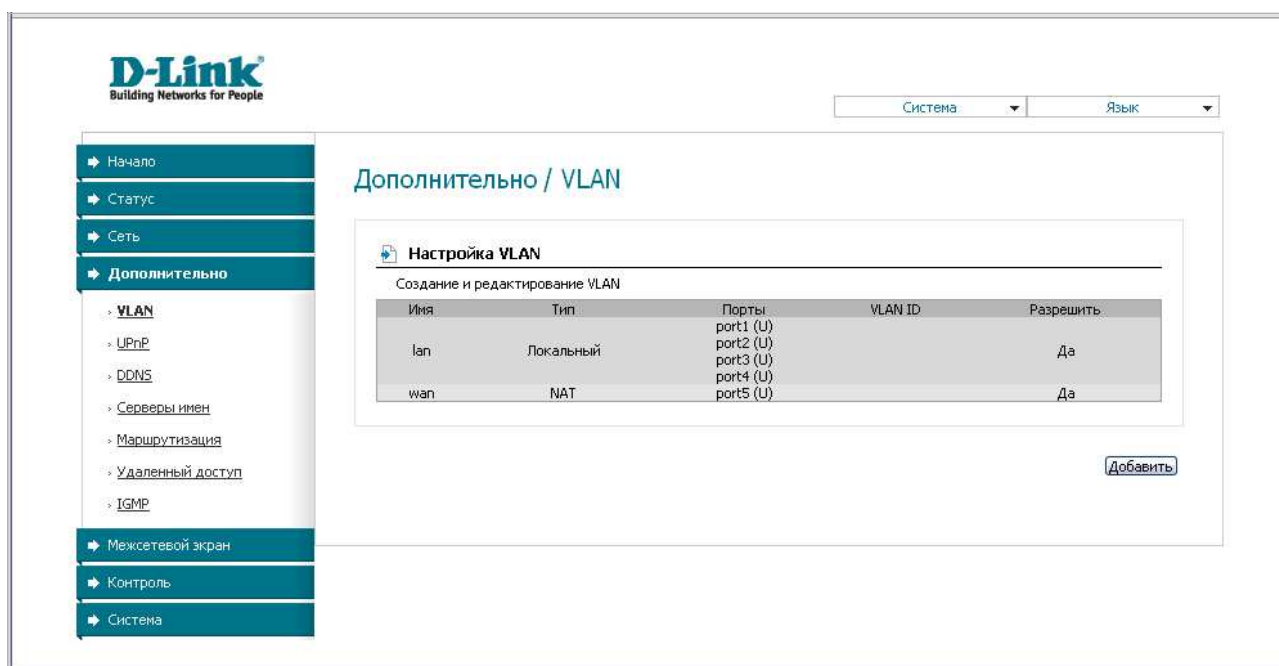 D-Link
Building Networks for People
Система Язык
Начало
Статус
Сеть
Дополнительно
VLAN
UPnP
DDNS
Серверы имен
Маршрутизация
Удаленный доступ
IGMP
Межсетевой экран
Контроль
Система
Дополнительно / VLAN
Настройка VLAN
Создание и редактирование VLAN
Имя Тип Порты VLAN ID Разрешить
port1 (U)
port2 (U)
lan Локальный Да
port3 (U)
port4 (U)
wan NAT port5 (U) Да
Добавить